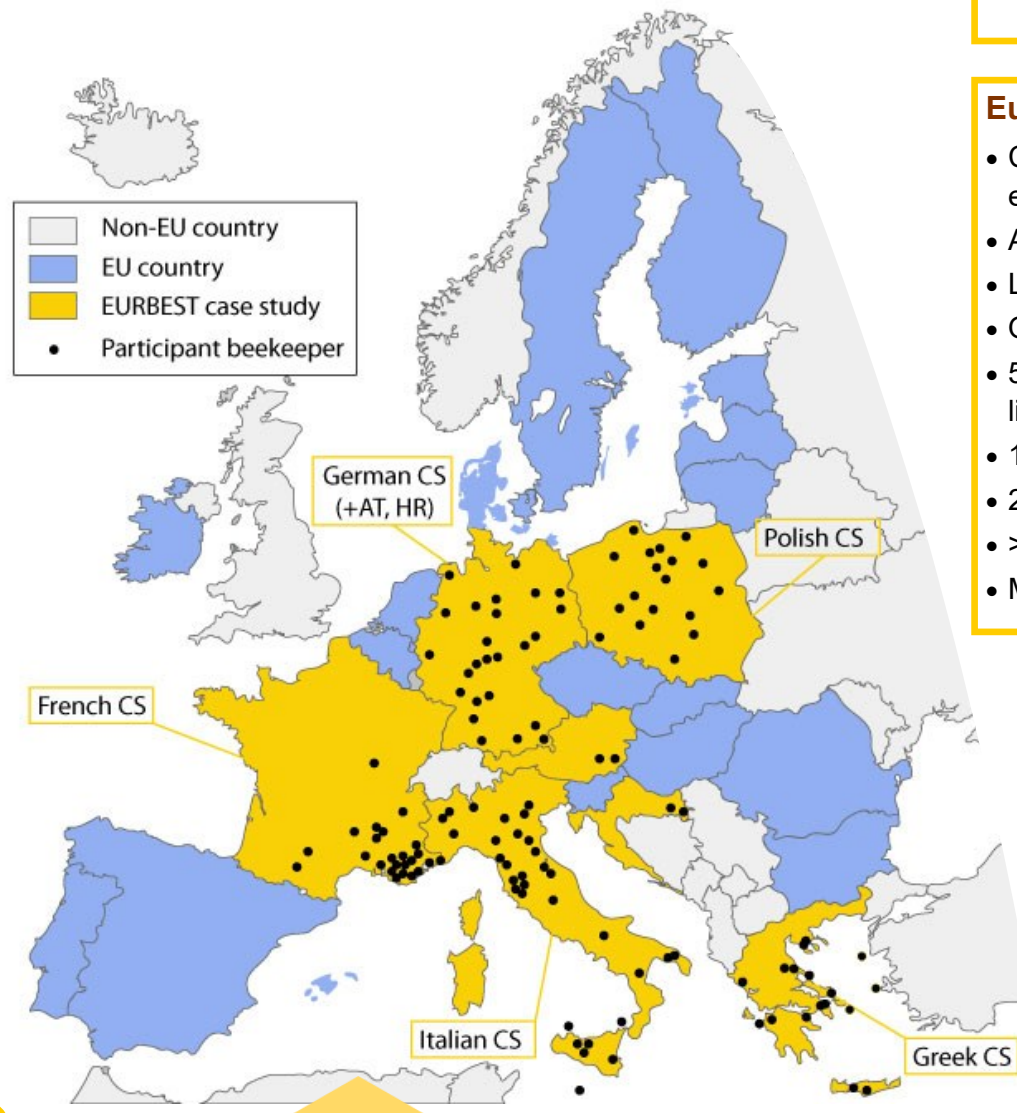 Non-EU country
EU country
EURBEST case study
Participant beekeeper
German CS
(+AT, HR)
Polish CS
French CS
Italian CS
Greek CS